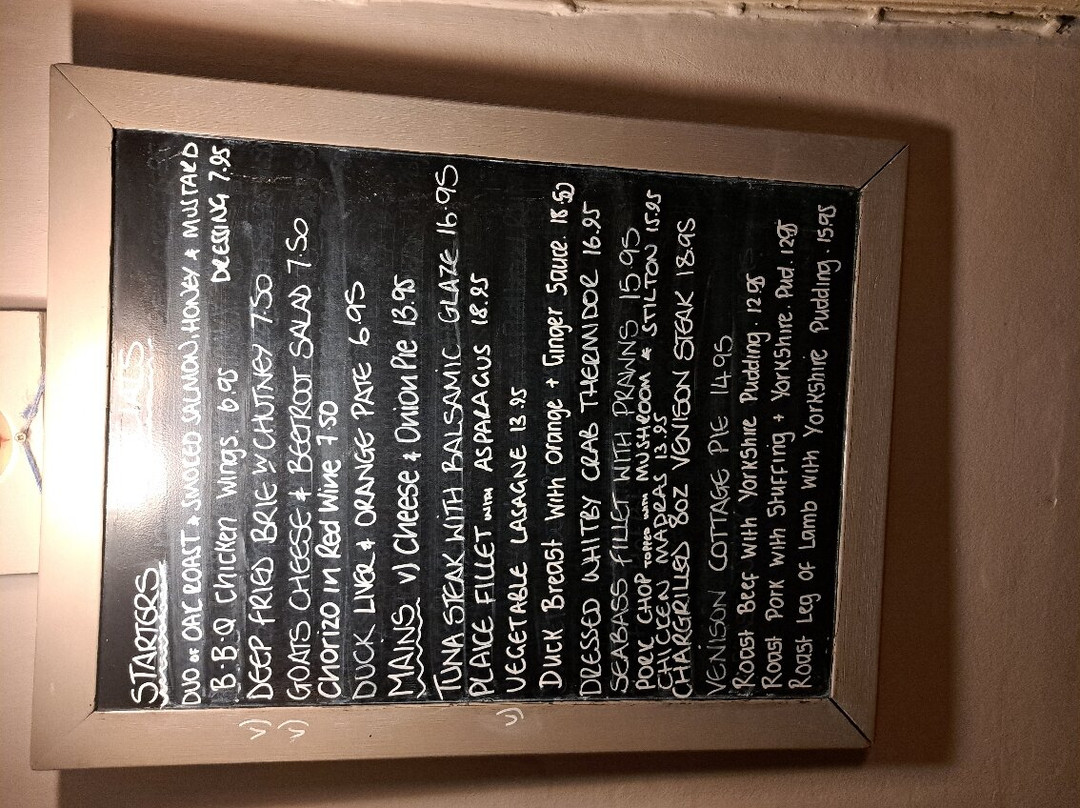 STARTERS
DUO OF OAK ROAST & SMOKED SALMON, HONEY & MUSTARD
DRESSING 7.95
B.B.Q Chicken Wings. 6.95
v) DEEP FRIED BRIE W CHUTNEY 7.50
v) GOATS CHEESE & BEETROOT SALAD 7.50
Chorizo in Red Wine 7.50
DUCK LIVER & ORANGE PATE 6.95
MAINS v) Cheese & Onion Pie 13.95
TUNA STEAK WITH BALSAMIC GLAZE 16.95
PLAICE FILLET WITH ASPARAGUS 18.95
v) VEGETABLE LASAGNE 13.95
DUCK Breast With Orange + Ginger Sauce. 18.50
DRESSED WHITBY CRAB THERMIDOR 16.95
SEABASS FILLET WITH PRAWNS 15.95
PORK CHOP TOPPED WITH MUSHROOM & STILTON 15.95
CHICKEN MADRAS 13.95
CHARGRILLED 8OZ VENISON STEAK 18.95
VENISON COTTAGE PIE 14.95
Roast Beef With Yorkshire Pudding. 12.95
Roast Pork With Stuffing + Yorkshire. Pud. 12.95
Roast Leg of Lamb With Yorkshire Pudding. 15.95